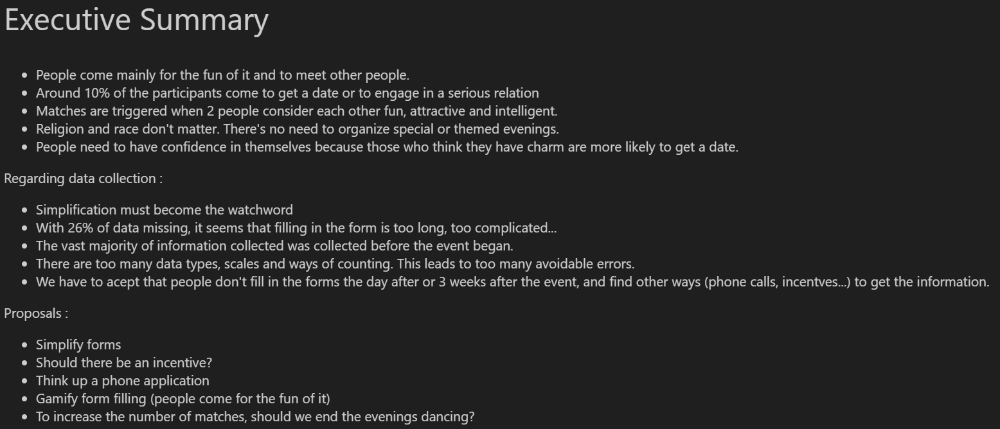 Executive Summary
• People come mainly for the fun of it and to meet other people.
• Around 10% of the participants come to get a date or to engage in a serious relation
• Matches are triggered when 2 people consider each other fun, attractive and intelligent.
• Religion and race don't matter. There's no need to organize special or themed evenings.
• People need to have confidence in themselves because those who think they have charm are more likely to get a date.
Regarding data collection :
• Simplification must become the watchword
• With 26% of data missing, it seems that filling in the form is too long, too complicated...
• The vast majority of information collected was collected before the event began.
• There are too many data types, scales and ways of counting. This leads to too many avoidable errors.
• We have to acept that people don't fill in the forms the day after or 3 weeks after the event, and find other ways (phone calls, incentves...) to get the information.
Proposals :
• Simplify forms
• Should there be an incentive?
• Think up a phone application
• Gamify form filling (people come for the fun of it)
• To increase the number of matches, should we end the evenings dancing?